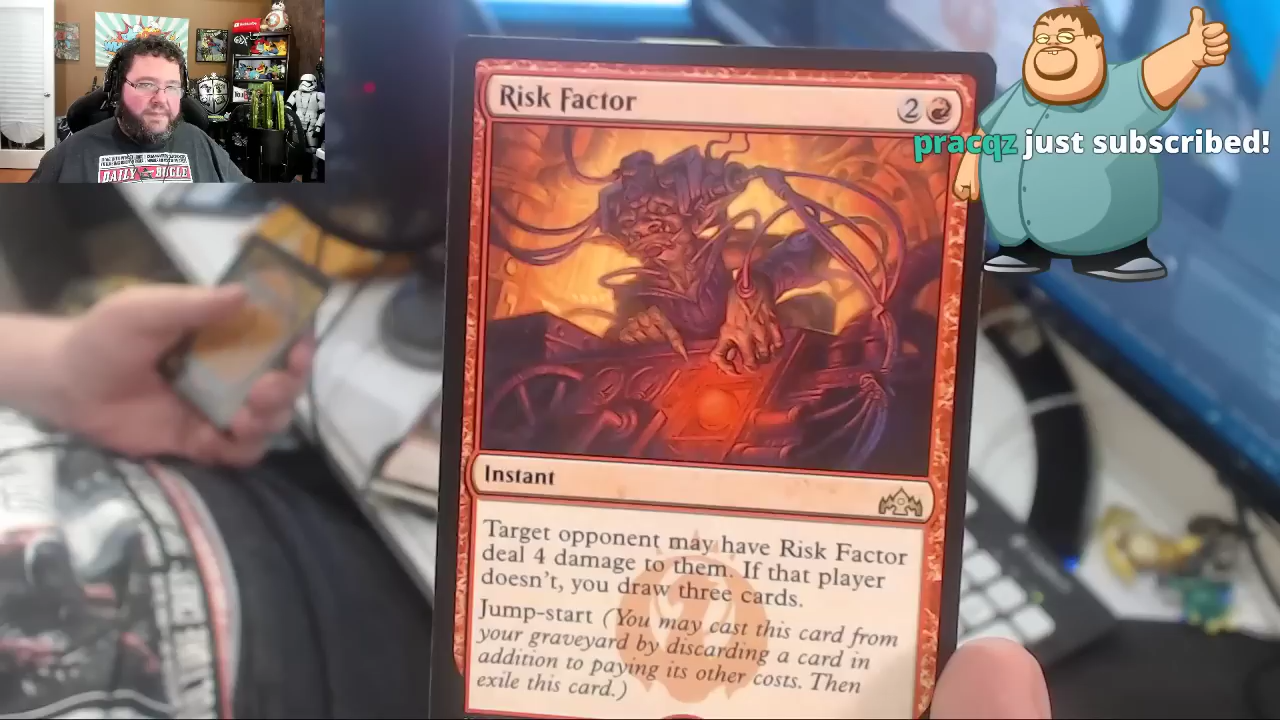 DAILY BUGLE
Risk Factor
2
pracqz just subscribed!
Instant
Target opponent may have Risk Factor
deal 4 damage to them. If that player
doesn't, you draw three cards.
Jump-start (You may cast this card from
your graveyard by discarding a card in
addition to paying its other costs. Then
exile this card.)